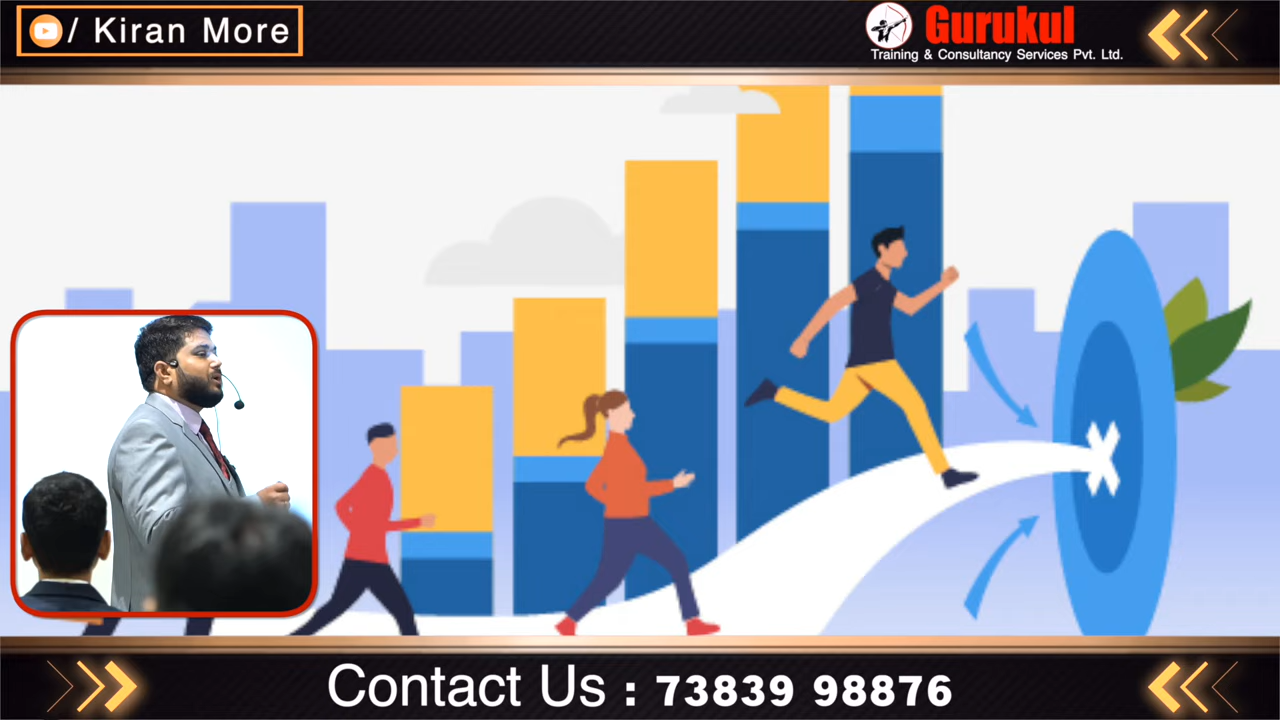 / Kiran More
Gurukul
Training & Consultancy Services Pvt. Ltd.
Contact Us : 73839 98876